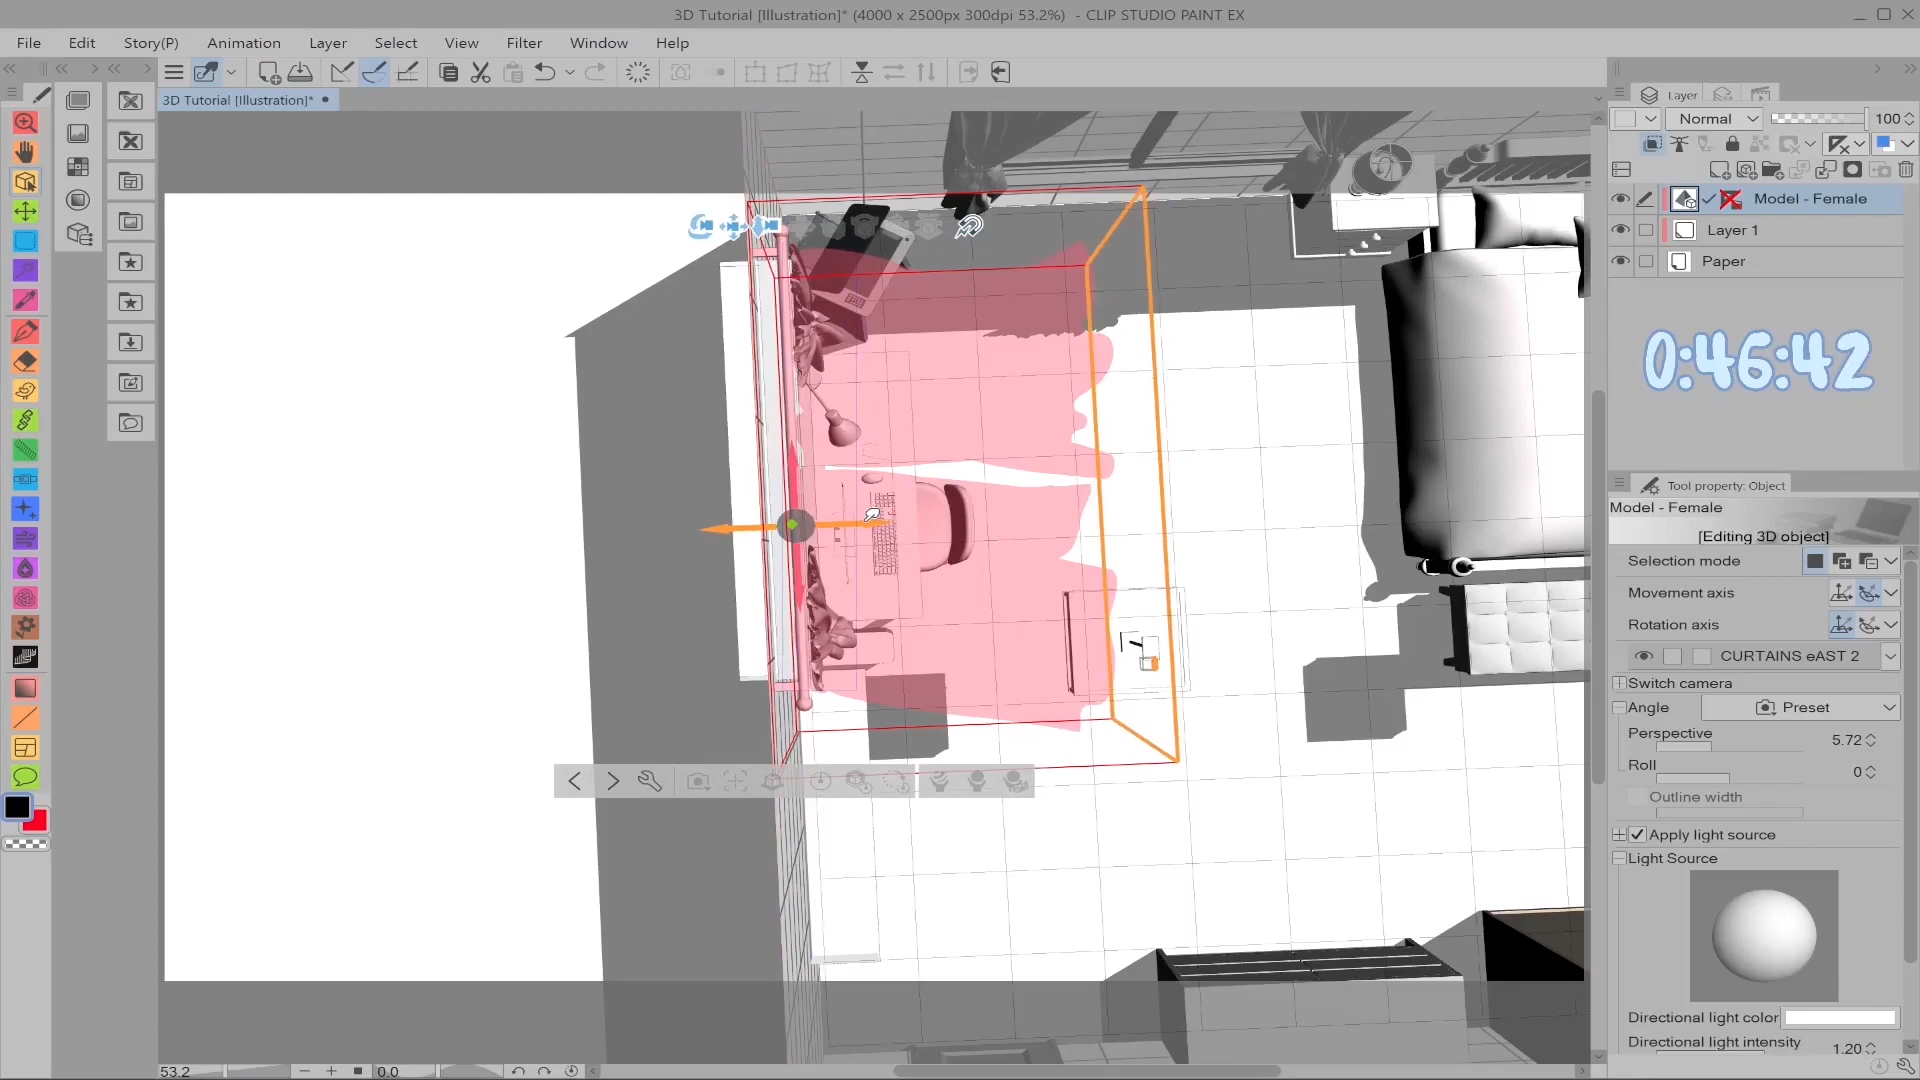 3D Tutorial [Illustration]* (4000 x 2500px 300dpi 53.2%) - CLIP STUDIO PAINT EX
File Edit Story(P) Animation Layer Select View Filter Window Help
3D Tutorial [Illustration]*
Layer
Normal 100
Model - Female
Layer 1
Paper
0:46:42
Tool property: Object
Model - Female
[Editing 3D object]
Selection mode
Movement axis
Rotation axis
CURTAINS eAST 2
Switch camera
Angle Preset
Perspective 5.72
Roll 0
Outline width
Apply light source
Light Source
Directional light color
Directional light intensity 1.20
53.2 0.0